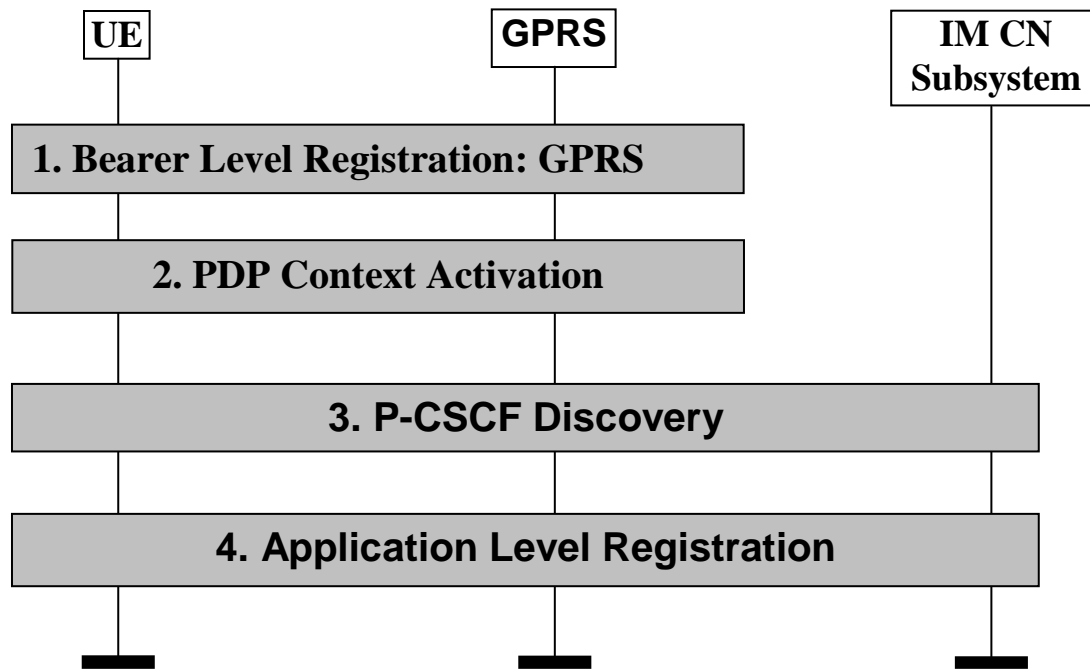 UE
GPRS
IM CN
Subsystem
1. Bearer Level Registration: GPRS
2. PDP Context Activation
3. P-CSCF Discovery
4. Application Level Registration